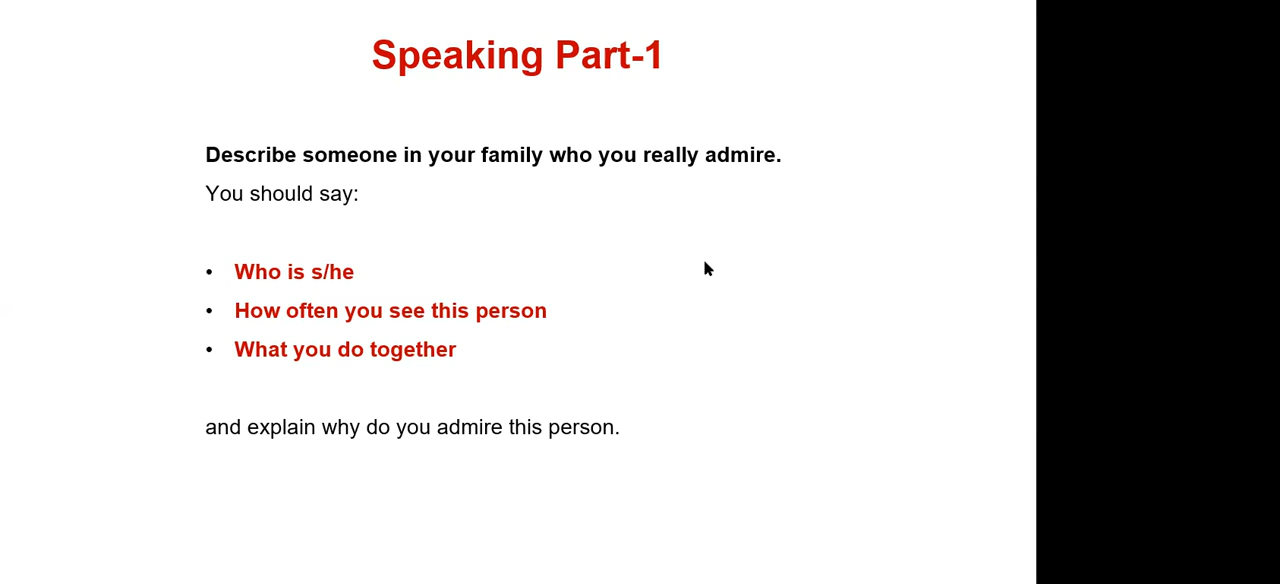 Speaking Part-1
Describe someone in your family who you really admire.
You should say:
• Who is s/he
• How often you see this person
• What you do together
and explain why do you admire this person.